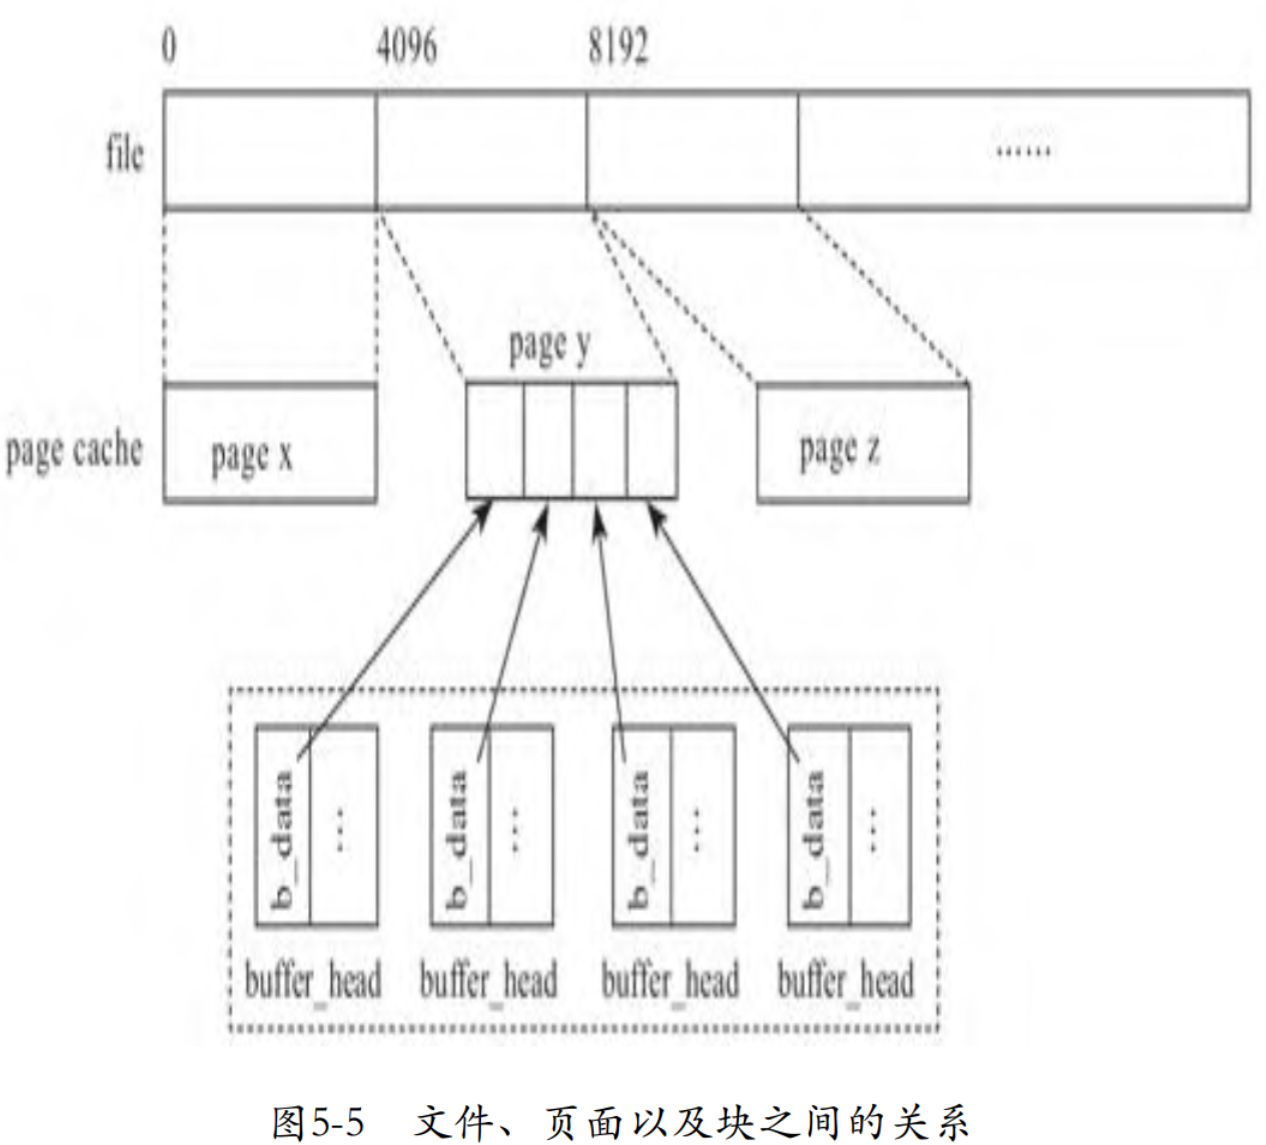 0 4096 8192
file ······
page y
page cache page x page z
b_data ... b_data ... b_data ... b_data ...
buffer_head buffer_head buffer_head buffer_head
图5-5 文件、页面以及块之间的关系